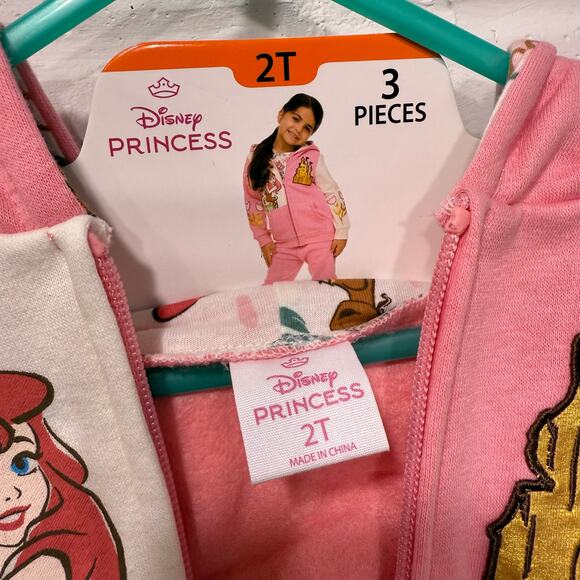 2T
3
PIECES
Disney
PRINCESS
Disney
PRINCESS
2T
MADE IN CHINA